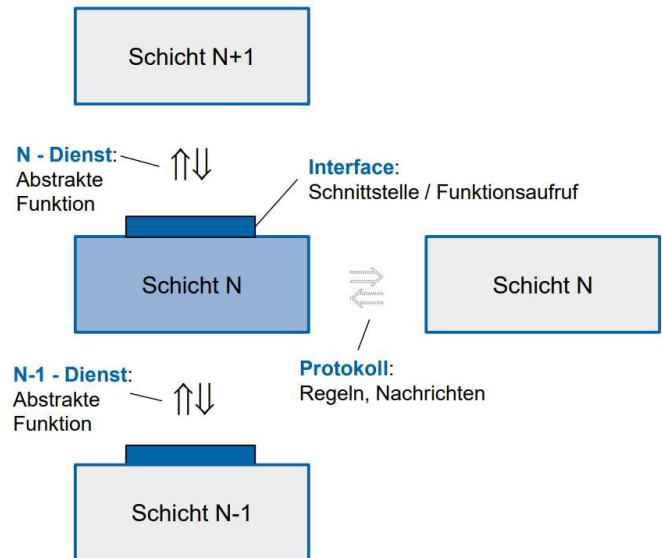 Schicht N+1
N - Dienst:
Abstrakte
Funktion
Interface:
Schnittstelle / Funktionsaufruf
Schicht N
Schicht N
N-1 - Dienst:
Abstrakte
Funktion
Protokoll:
Regeln, Nachrichten
Schicht N-1